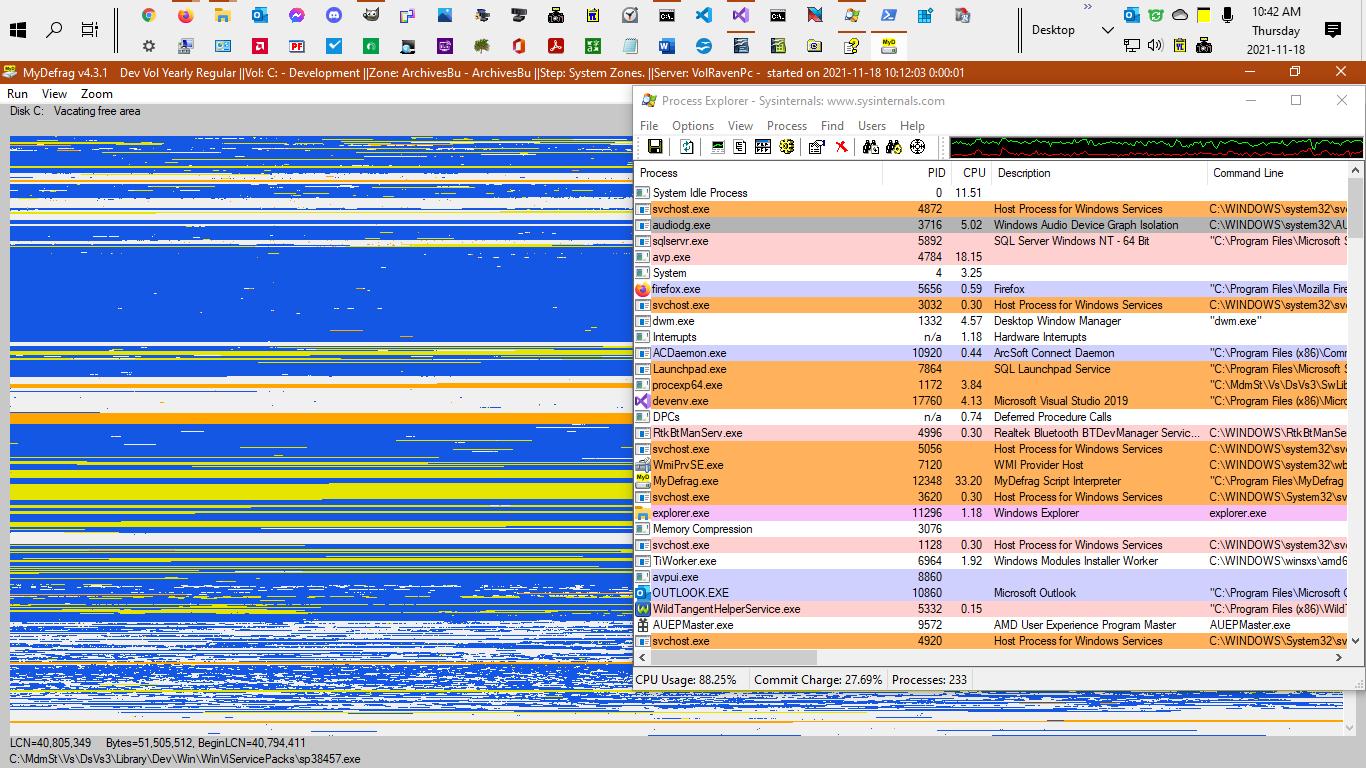 10:42 AM
Desktop
Thursday
2021-11-18
MyDefrag v4.3.1 Dev Vol Yearly Regular ||Vol: C: - Development ||Zone: ArchivesBu - ArchivesBu ||Step: System Zones. ||Server: VolRavenPc - started on 2021-11-18 10:12:03 0:00:01
Run View Zoom
Disk C: Vacating free area
Process Explorer - Sysinternals: www.sysinternals.com
File Options View Process Find Users Help
Process PID CPU Description Command Line
System Idle Process 0 11.51
svchost.exe 4872 Host Process for Windows Services C:\WINDOWS\system32\svc
audiodg.exe 3716 5.02 Windows Audio Device Graph Isolation C:\WINDOWS\system32\AU
sqlservr.exe 5892 SQL Server Windows NT - 64 Bit "C:\Program Files\Microsoft S
avp.exe 4784 18.15
System 4 3.25
firefox.exe 5656 0.59 Firefox "C:\Program Files\Mozilla Fire
svchost.exe 3032 0.30 Host Process for Windows Services C:\WINDOWS\system32\svc
dwm.exe 1332 4.57 Desktop Window Manager "dwm.exe"
Interrupts n/a 1.18 Hardware Interrupts
ACDaemon.exe 10920 0.44 ArcSoft Connect Daemon "C:\Program Files (x86)\Comm
Launchpad.exe 7864 SQL Launchpad Service "C:\Program Files\Microsoft S
procexp64.exe 1172 3.84 "C:\MdmSt\Vs\DsVs3\SwLib
devenv.exe 17760 4.13 Microsoft Visual Studio 2019 "C:\Program Files (x86)\Micro
DPCs n/a 0.74 Deferred Procedure Calls
RtkBtManServ.exe 4996 0.30 Realtek Bluetooth BTDevManager Servic... C:\WINDOWS\RtkBtManSe
svchost.exe 5056 Host Process for Windows Services C:\WINDOWS\system32\svc
WmiPrvSE.exe 7120 WMI Provider Host C:\WINDOWS\system32\wb
MyDefrag.exe 12348 33.20 MyDefrag Script Interpreter "C:\Program Files\MyDefrag
svchost.exe 3620 0.30 Host Process for Windows Services C:\WINDOWS\System32\svc
explorer.exe 11296 1.18 Windows Explorer explorer.exe
Memory Compression 3076
svchost.exe 1128 0.30 Host Process for Windows Services C:\WINDOWS\system32\svc
TiWorker.exe 6964 1.92 Windows Modules Installer Worker C:\WINDOWS\winsxs\amd6
avpui.exe 8860
OUTLOOK.EXE 10860 Microsoft Outlook "C:\Program Files\Microsoft O
WildTangentHelperService.exe 5332 0.15 "C:\Program Files (x86)\WildT
AUEPMaster.exe 9572 AMD User Experience Program Master AUEPMaster.exe
svchost.exe 4920 Host Process for Windows Services C:\WINDOWS\System32\svc
CPU Usage: 88.25% Commit Charge: 27.69% Processes: 233
LCN=40,805,349 Bytes=51,505,512, BeginLCN=40,794,411
C:\MdmSt\Vs\DsVs3\Library\Dev\Win\WinVi\ServicePacks\sp38457.exe